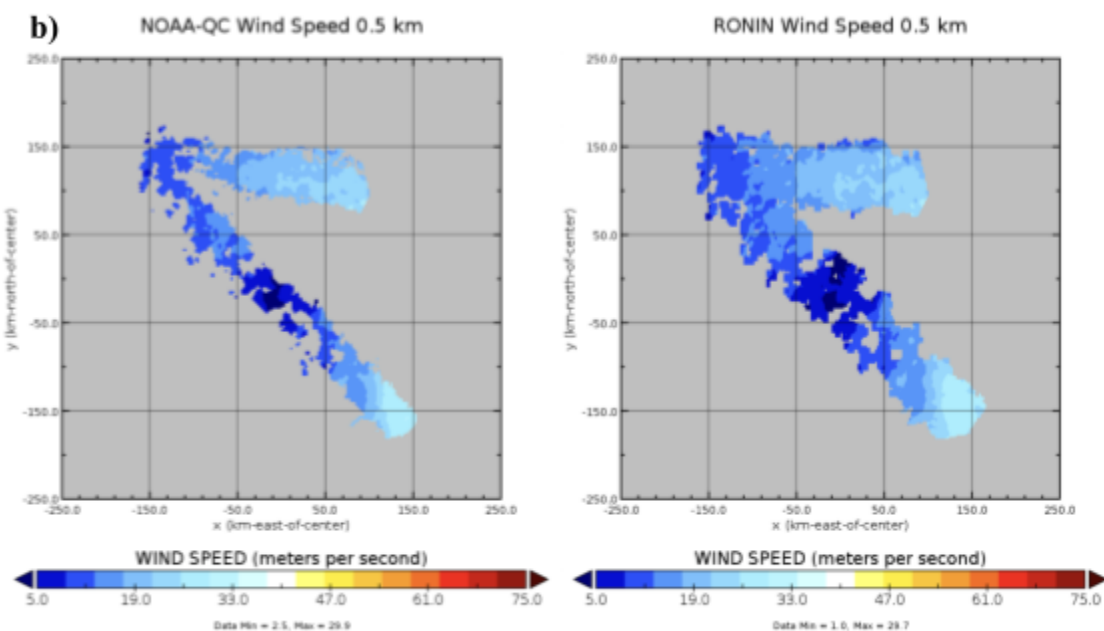 b)
NOAA-QC Wind Speed 0.5 km
250.0
150.0
50.0
-50.0
-150.0
-250.0
y (km-north-of-center)
-250.0 -150.0 -50.0 50.0 150.0 250.0
x (km-east-of-center)
WIND SPEED (meters per second)
5.0 19.0 33.0 47.0 61.0 75.0
Data Min = 2.5, Max = 29.9
RONIN Wind Speed 0.5 km
250.0
150.0
50.0
-50.0
-150.0
-250.0
y (km-north-of-center)
-250.0 -150.0 -50.0 50.0 150.0 250.0
x (km-east-of-center)
WIND SPEED (meters per second)
5.0 19.0 33.0 47.0 61.0 75.0
Data Min = 1.0, Max = 29.7